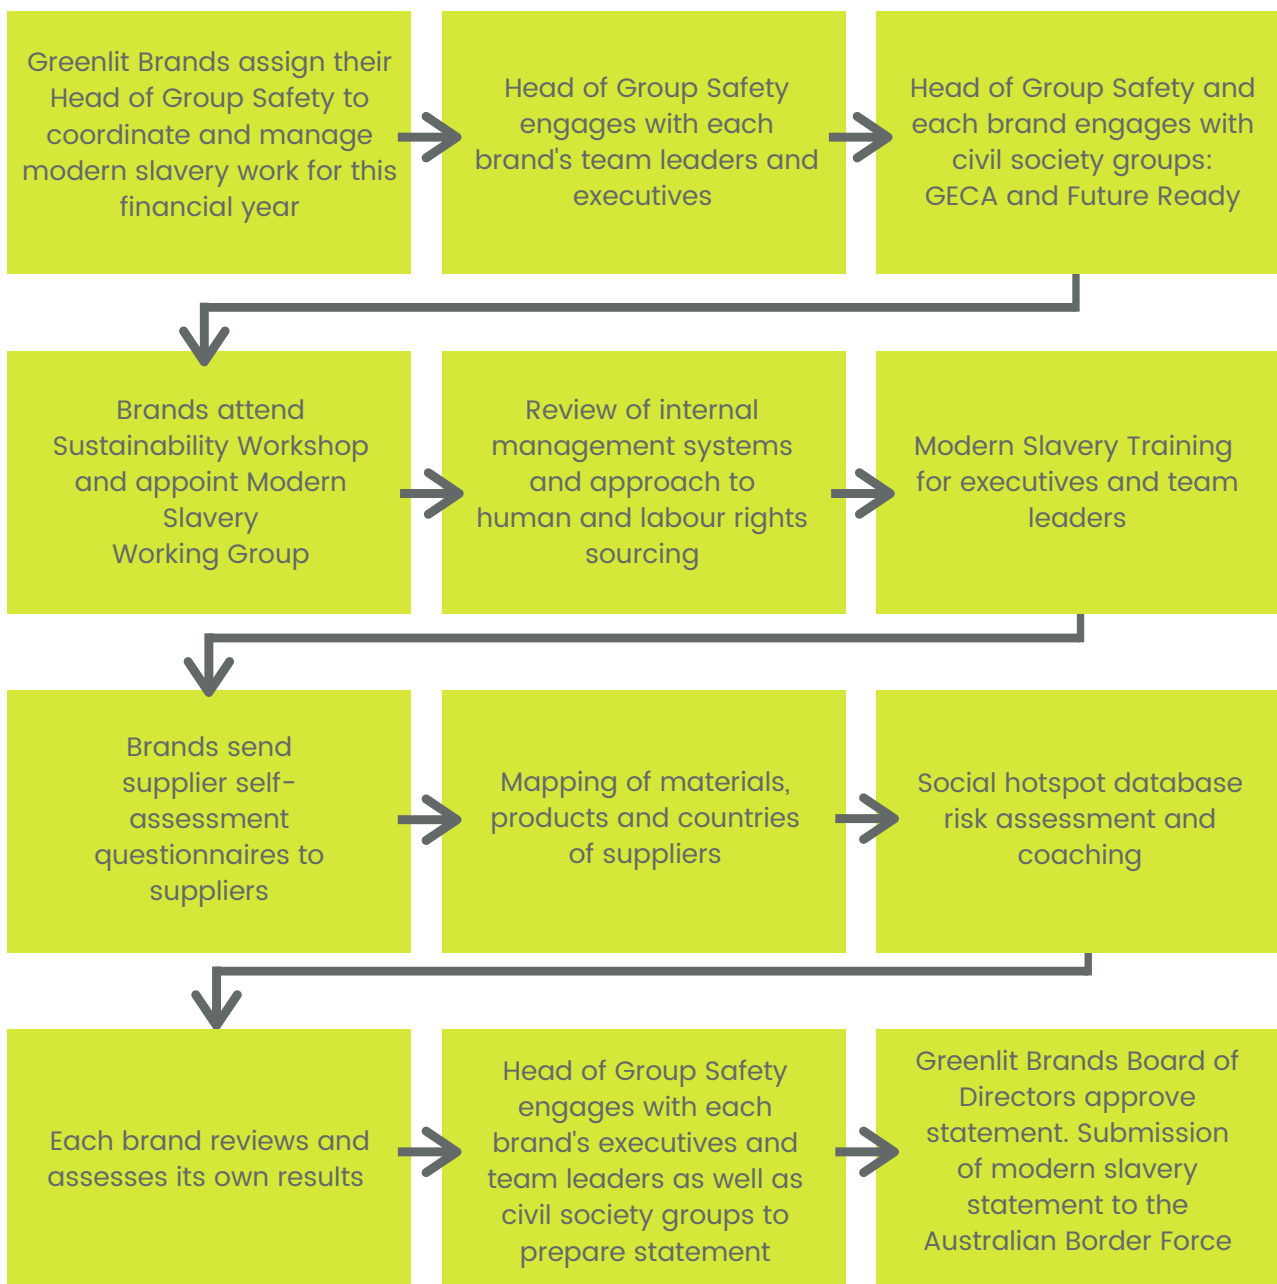 Greenlit Brands assign their
Head of Group Safety to
coordinate and manage
modern slavery work for this
financial year
Head of Group Safety
engages with each
brand's team leaders and
executives
Head of Group Safety and
each brand engages with
civil society groups:
GECA and Future Ready
Brands attend
Sustainability Workshop
and appoint Modern
Slavery
Working Group
Review of internal
management systems
and approach to
human and labour rights
sourcing
Modern Slavery Training
for executives and team
leaders
Brands send
supplier self-
assessment
questionnaires to
suppliers
Mapping of materials,
products and countries
of suppliers
Social hotspot database
risk assessment and
coaching
Each brand reviews and
assesses its own results
Head of Group Safety
engages with each
brand's executives and
team leaders as well as
civil society groups to
prepare statement
Greenlit Brands Board of
Directors approve
statement. Submission
of modern slavery
statement to the
Australian Border Force